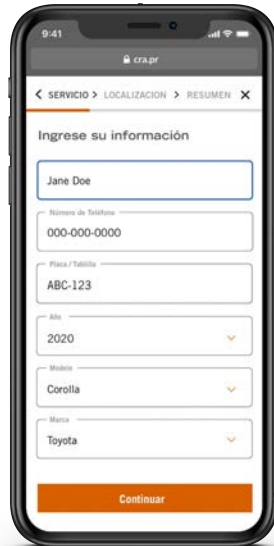 9:41
cra.pr
SERVICIO > LOCALIZACION > RESUMEN X
Ingrese su información
Jane Doe
Número de Teléfono
000-000-0000
Placa / Tablilla
ABC-123
Año
2020
Modelo
Corolla
Marca
Toyota
Continuar